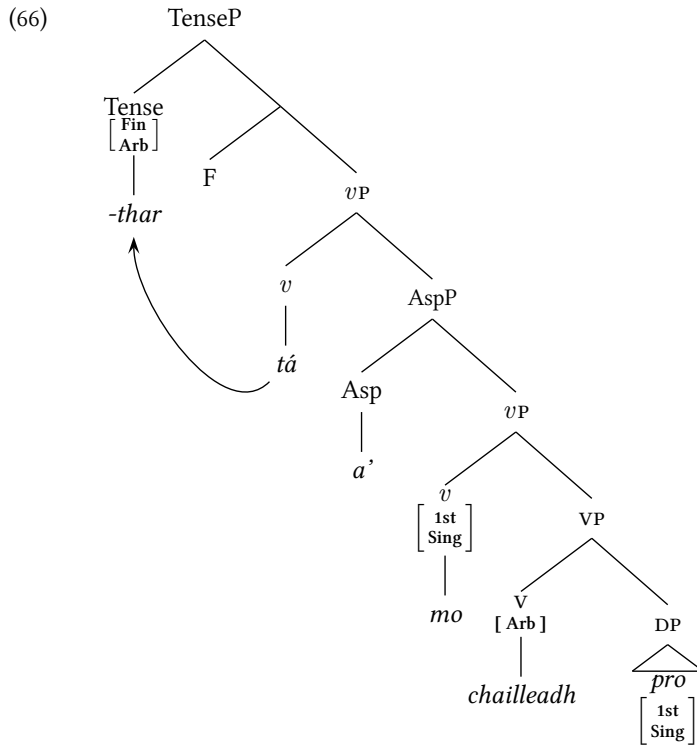 (66)
TenseP
Tense
[Fin
Arb]
F
-thar
vP
v
AspP
tá
Asp
vP
a’
v
[1st
Sing]
VP
mo
V
[ Arb ]
DP
chailleadh
pro
[1st
Sing]